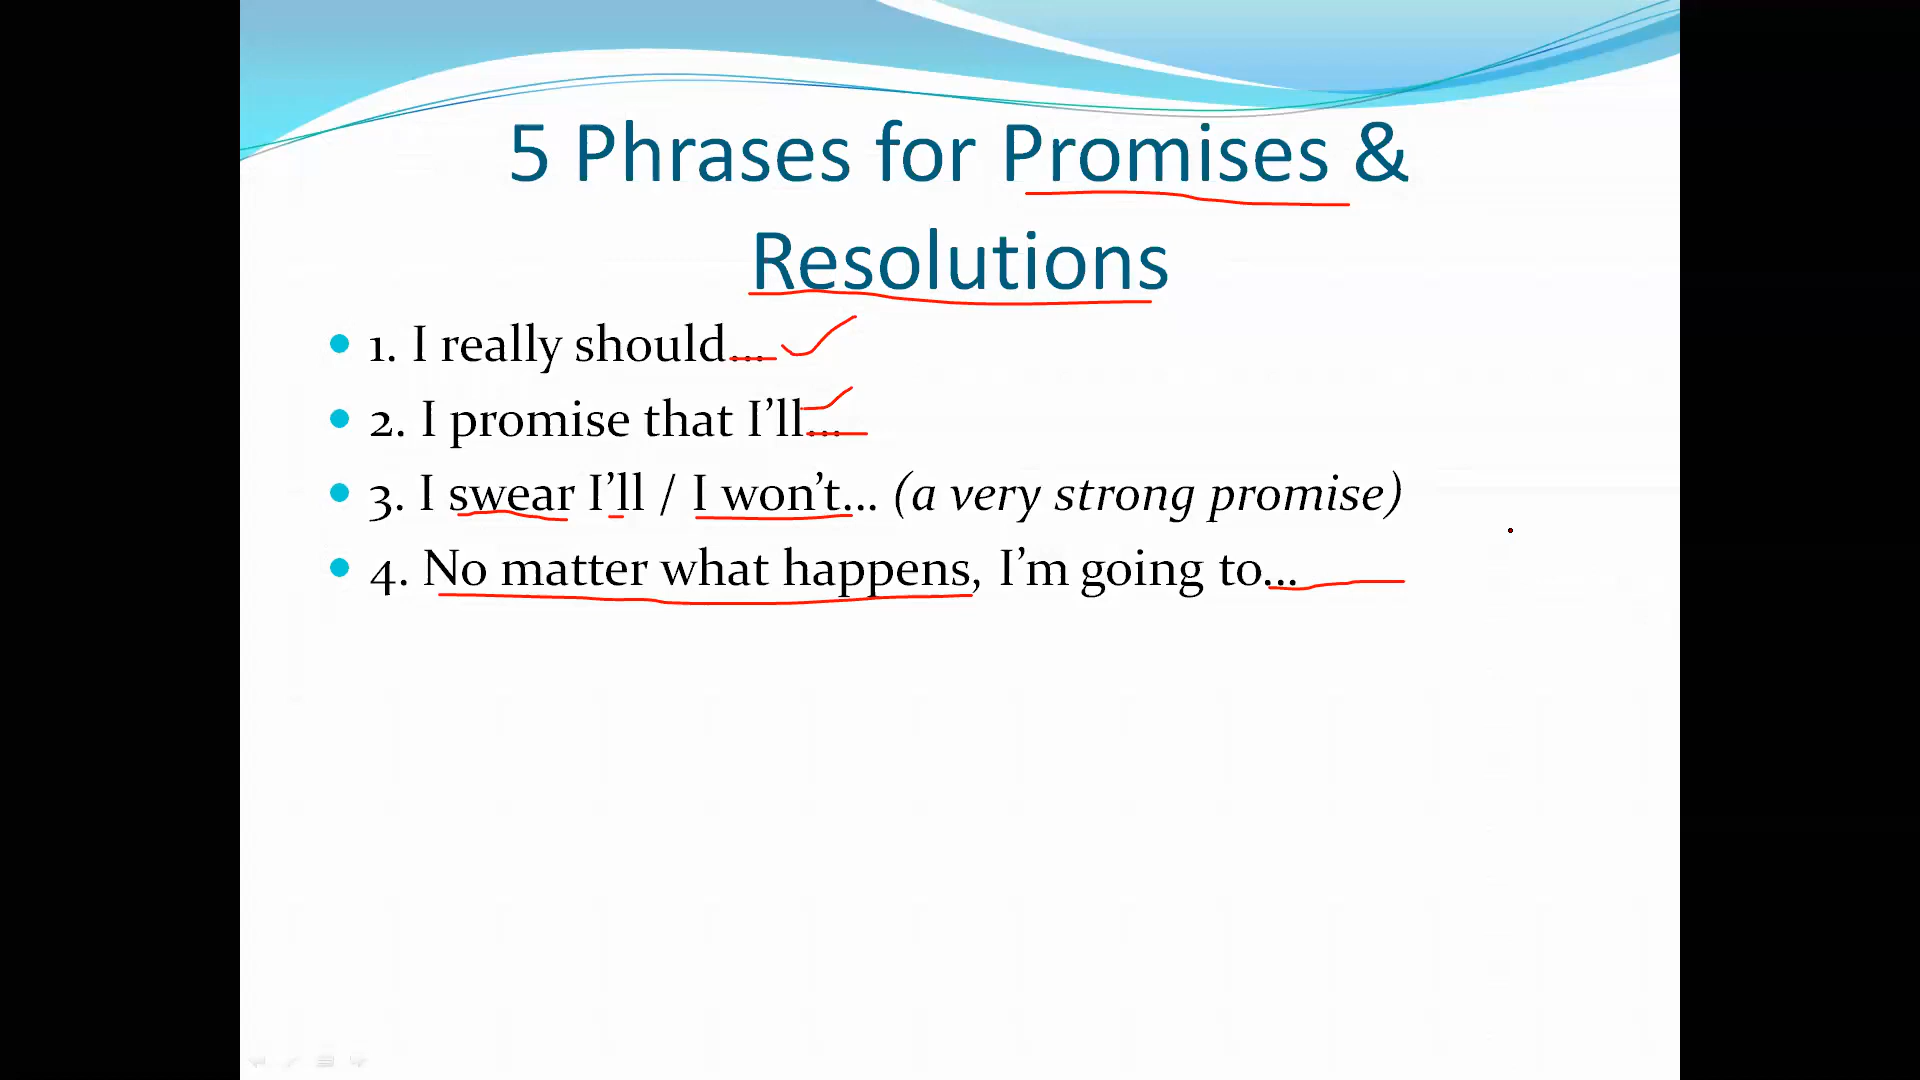 5 Phrases for Promises &
Resolutions
1. I really should...
2. I promise that I’ll...
3. I swear I’ll / I won’t... (a very strong promise)
4. No matter what happens, I’m going to...